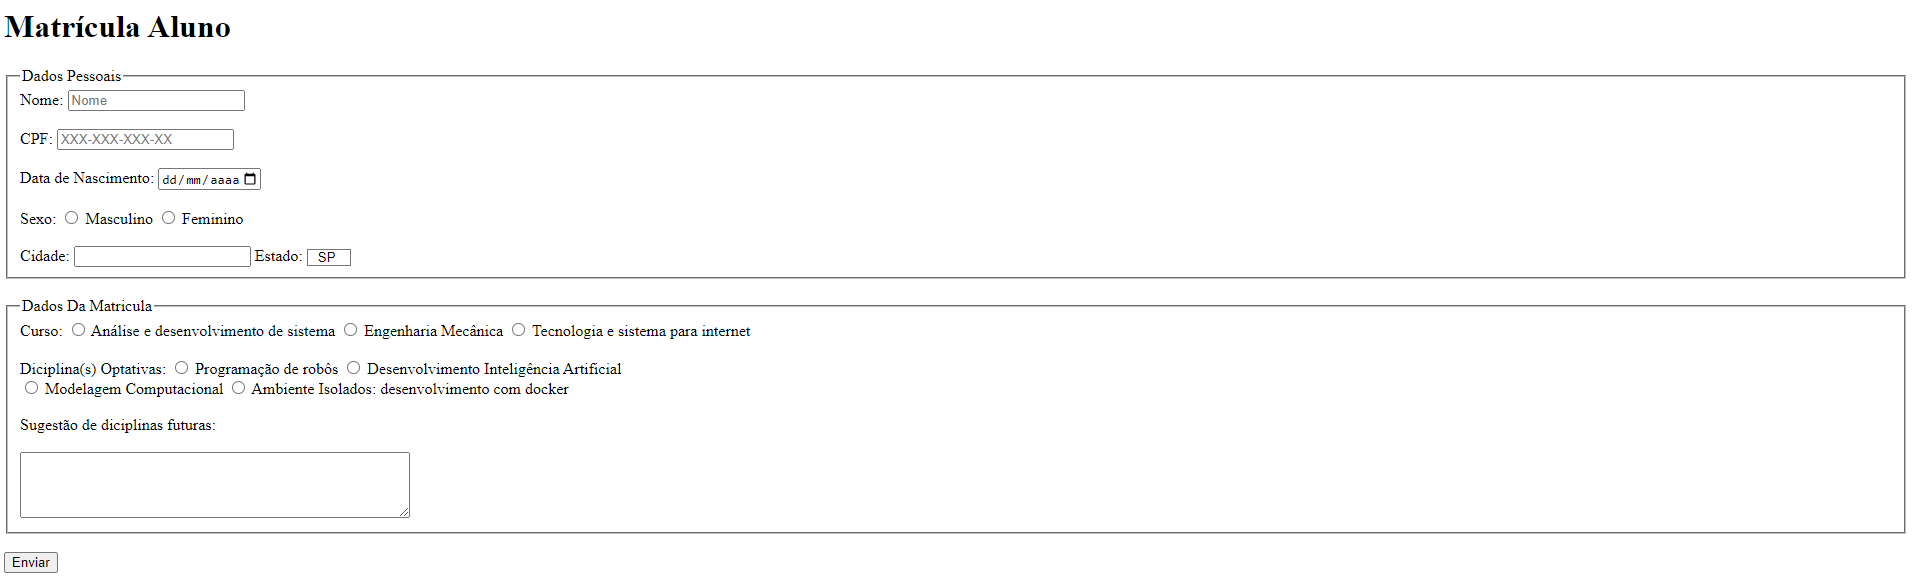 Matrícula Aluno
Dados Pessoais
Nome: Nome
CPF: XXX-XXX-XXX-XX
Data de Nascimento: dd/mm/aaaa
Sexo: Masculino Feminino
Cidade: Estado: SP
Dados Da Matricula
Curso: Análise e desenvolvimento de sistema Engenharia Mecânica Tecnologia e sistema para internet
Diciplina(s) Optativas: Programação de robôs Desenvolvimento Inteligência Artificial
Modelagem Computacional Ambiente Isolados: desenvolvimento com docker
Sugestão de diciplinas futuras:
Enviar